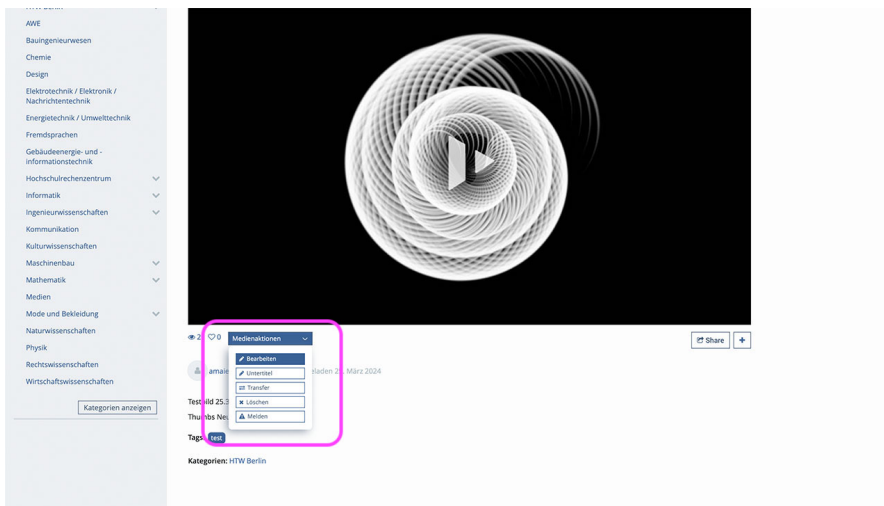 HTW Berlin
AWE
Bauingenieurwesen
Chemie
Design
Elektrotechnik / Elektronik /
Nachrichtentechnik
Energietechnik / Umwelttechnik
Fremdsprachen
Gebäudeenergie- und -
informationstechnik
Hochschulrechenzentrum
Informatik
Ingenieurwissenschaften
Kommunikation
Kulturwissenschaften
Maschinenbau
Mathematik
Medien
Mode und Bekleidung
Naturwissenschaften
Physik
Rechtswissenschaften
Wirtschaftswissenschaften
Kategorien anzeigen
0 Medienaktionen
Share +
Bearbeiten
Untertitel
Transfer
Löschen
Melden
März 2024
Tags
test
Kategorien: HTW Berlin